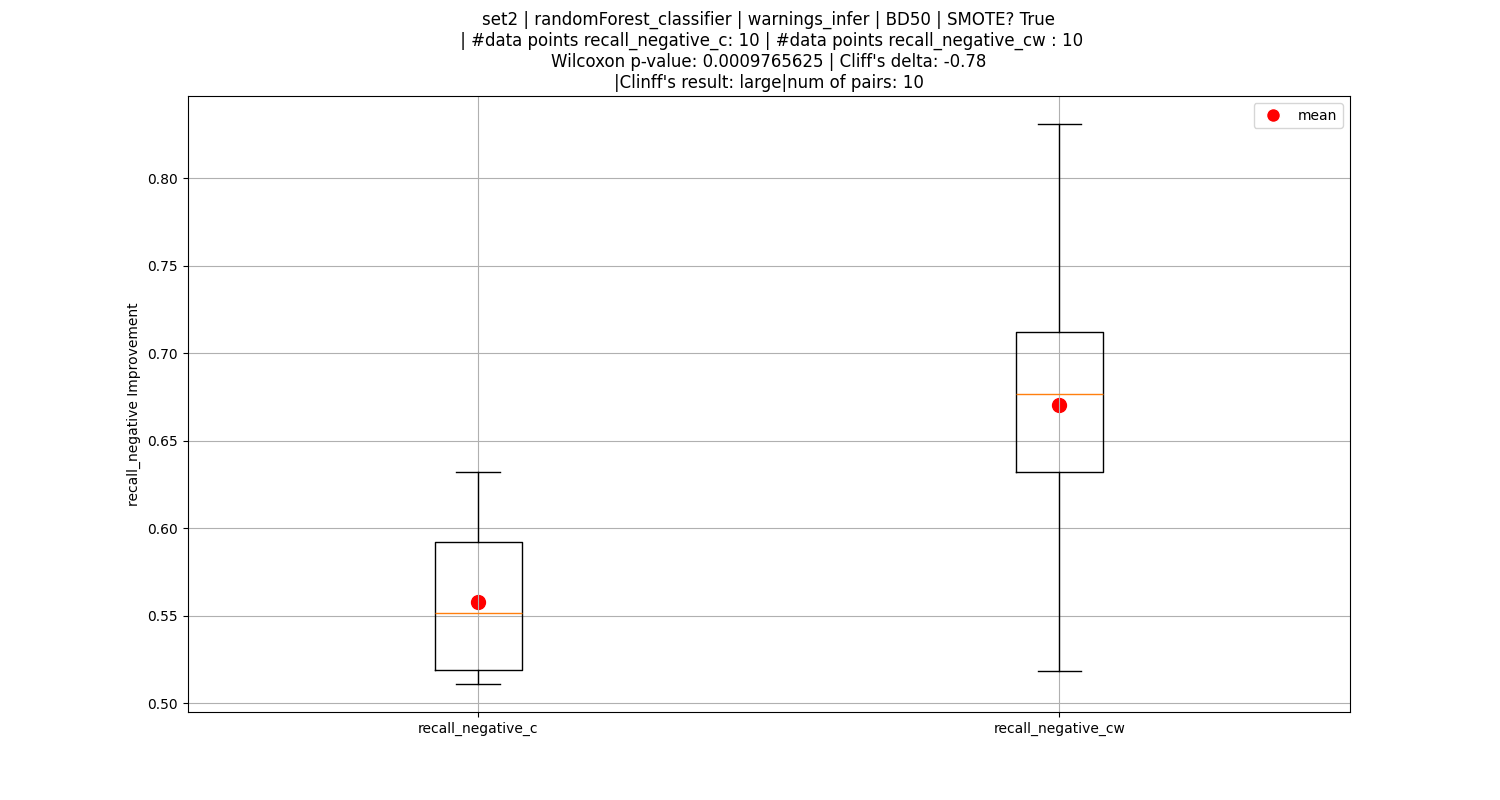 set2 | randomForest_classifier | warnings_infer | BD50 | SMOTE? True
| #data points recall_negative_c: 10 | #data points recall_negative_cw : 10
Wilcoxon p-value: 0.0009765625 | Cliff's delta: -0.78
|Clinff's result: large|num of pairs: 10
mean
0.80
0.75
0.70
0.65
0.60
0.55
0.50
recall_negative Improvement
recall_negative_c
recall_negative_cw